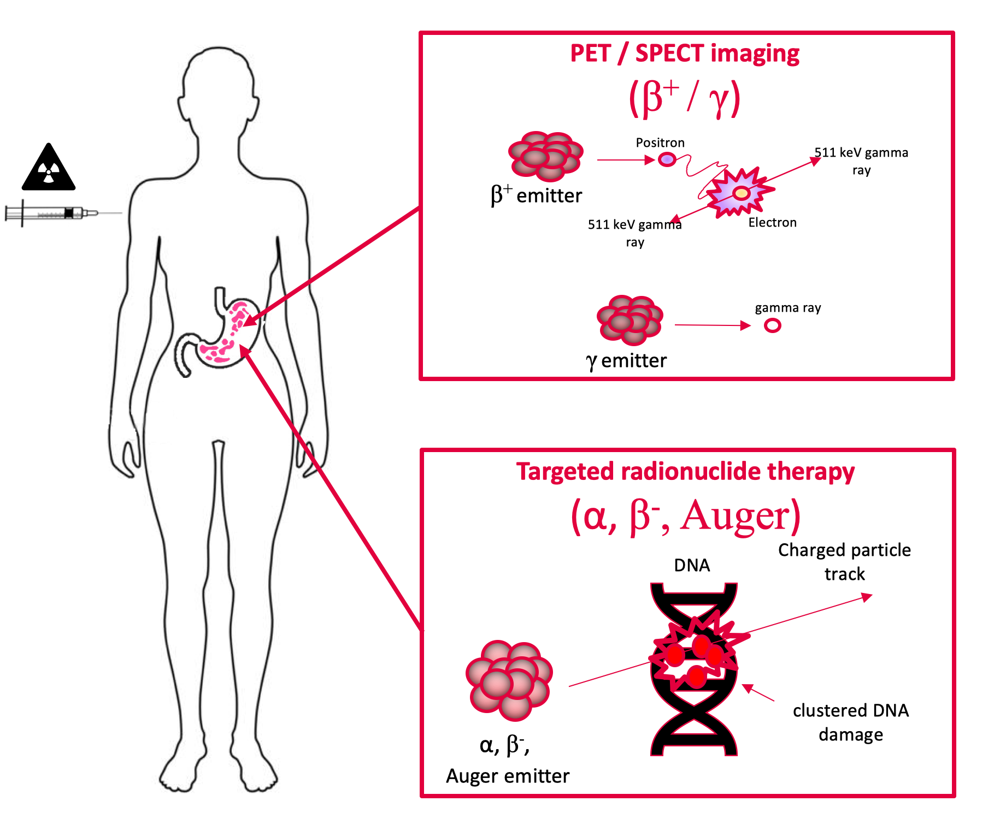 PET / SPECT imaging
(β⁺ / γ)
Positron
511 keV gamma
ray
β⁺ emitter
Electron
511 keV gamma
ray
gamma ray
γ emitter
Targeted radionuclide therapy
(α, β⁻, Auger)
Charged particle
track
DNA
clustered DNA
damage
α, β⁻,
Auger emitter